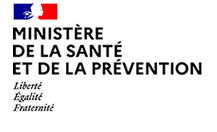 MINISTÈRE
DE LA SANTÉ
ET DE LA PRÉVENTION
Liberté
Égalité
Fraternité